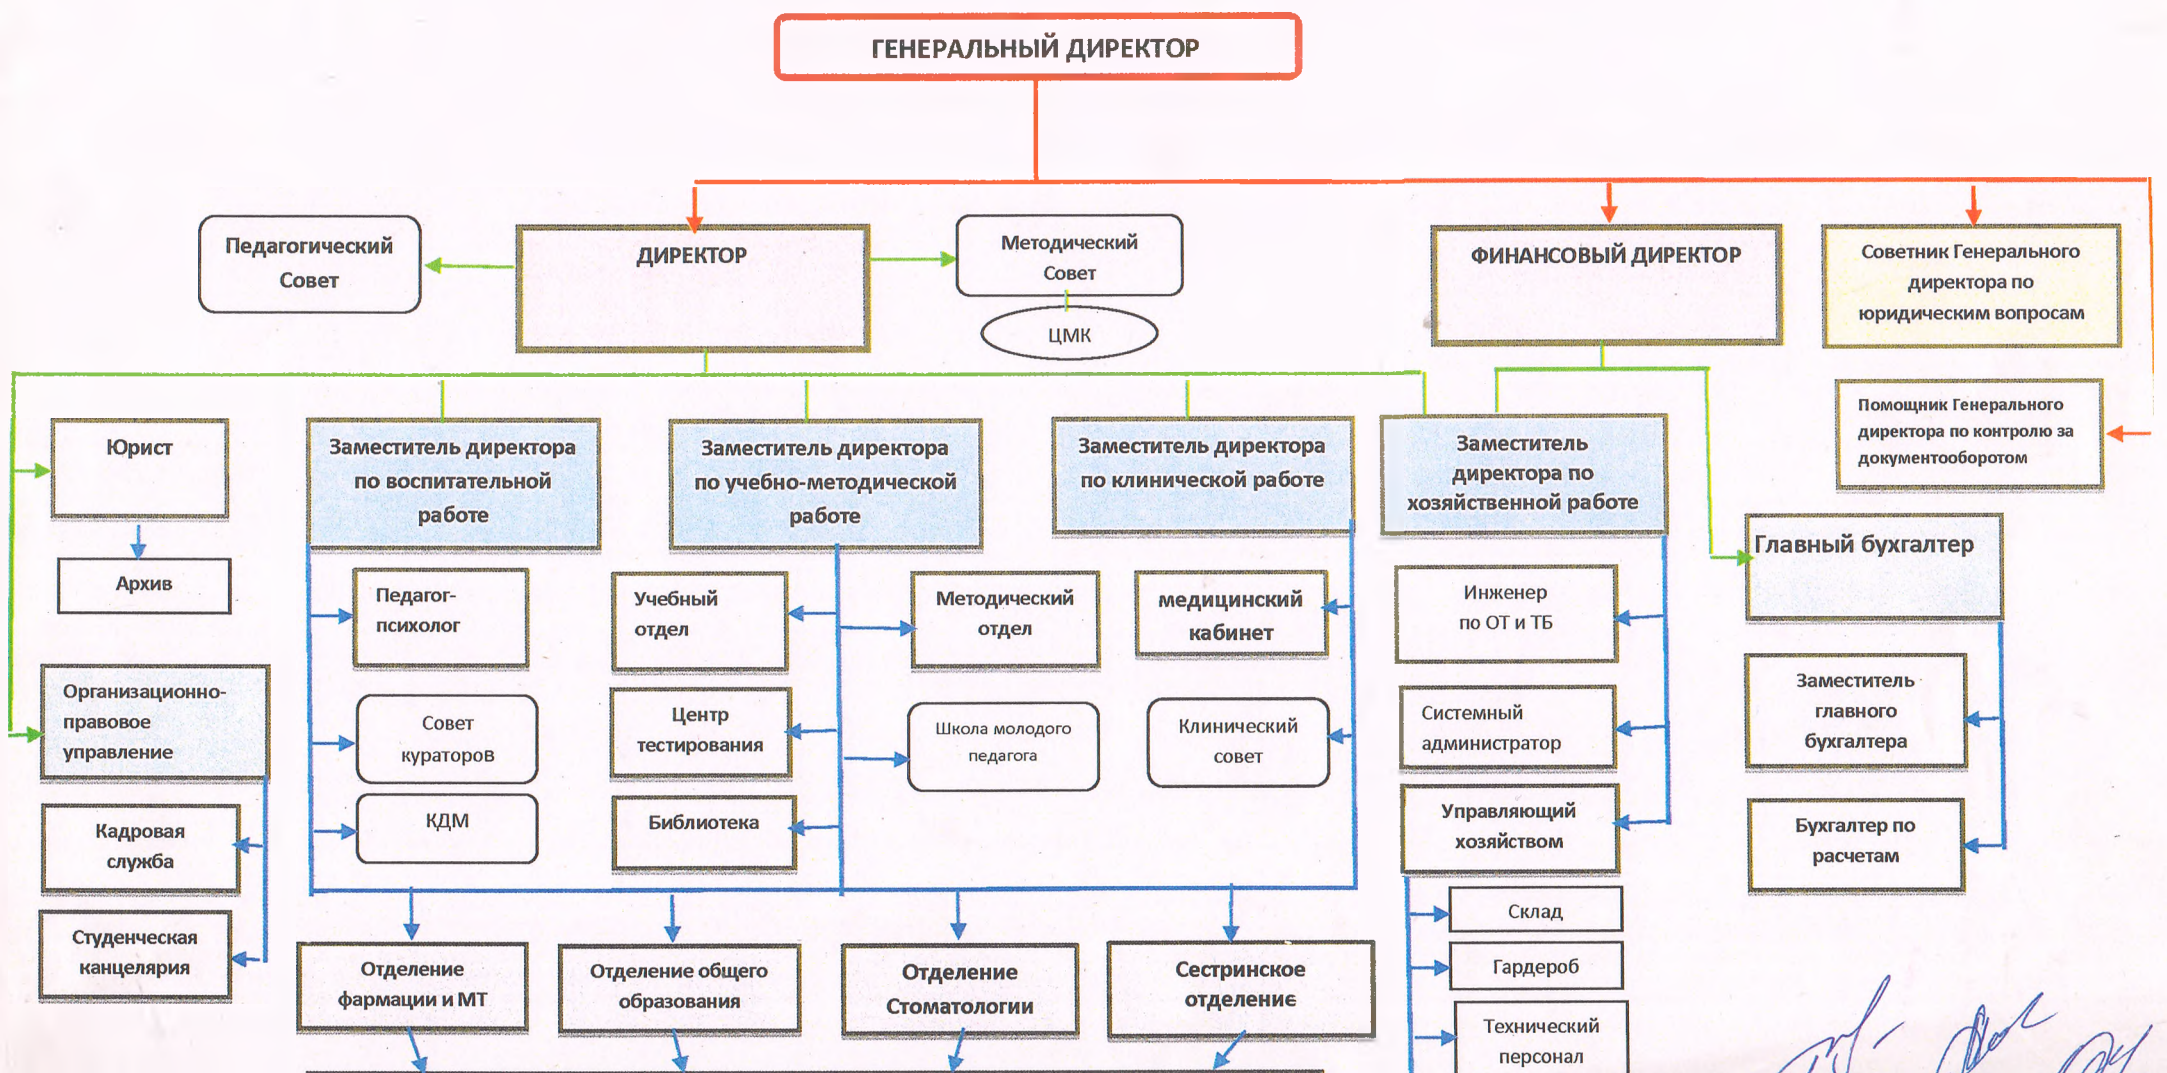 ГЕНЕРАЛЬНЫЙ ДИРЕКТОР
Педагогический
Совет
ДИРЕКТОР
Методический
Совет
ЦМК
ФИНАНСОВЫЙ ДИРЕКТОР
Советник Генерального
директора по
юридическим вопросам
Помощник Генерального
директора по контролю за
документооборотом
Юрист
Архив
Заместитель директора
по воспитательной
работе
Заместитель директора
по учебно-методической
работе
Заместитель директора
по клинической работе
Заместитель
директора по
хозяйственной работе
Главный бухгалтер
Педагог-
психолог
Учебный
отдел
Методический
отдел
медицинский
кабинет
Инженер
по ОТ и ТБ
Организационно-
правовое
управление
Совет
кураторов
Центр
тестирования
Школа молодого
педагога
Клинический
совет
Системный
администратор
Заместитель
главного
бухгалтера
Кадровая
служба
КДМ
Библиотека
Управляющий
хозяйством
Бухгалтер по
расчетам
Студенческая
канцелярия
Отделение
фармации и МТ
Отделение общего
образования
Отделение
Стоматологии
Сестринское
отделение
Склад
Гардероб
Технический
персонал